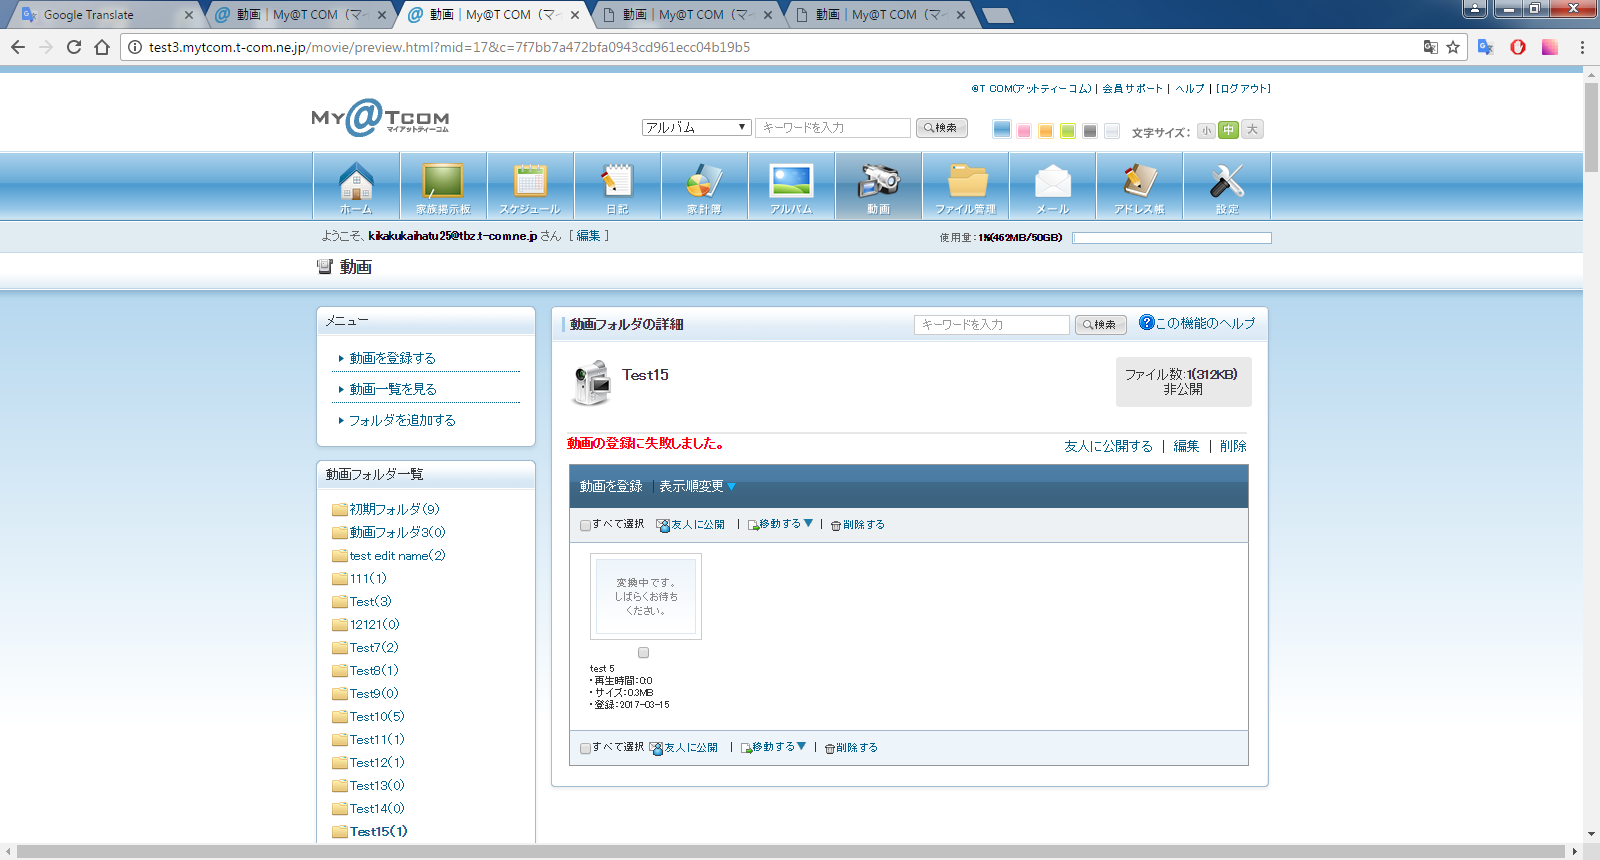 Google Translate
動画｜My@T COM（マ
動画｜My@T COM（マ
動画｜My@T COM（マ
動画｜My@T COM（マ
test3.mytcom.t-com.ne.jp/movie/preview.html?mid=17&c=7f7bb7a472bfa0943cd961ecc04b19b5
@T COM(アットティーコム) | 会員サポート | ヘルプ | [ログアウト]
My@Tcom
マイアットティーコム
アルバム
キーワードを入力
検索
文字サイズ：
小
中
大
ホーム
家族掲示板
スケジュール
日記
家計簿
アルバム
動画
ファイル管理
メール
アドレス帳
設定
ようこそ、kikakukaihatu25@tbz.t-com.ne.jp さん ［ 編集 ］
使用量：1%(462MB/50GB)
動画
メニュー
動画を登録する
動画一覧を見る
フォルダを追加する
動画フォルダ一覧
初期フォルダ(9)
動画フォルダ3(0)
test edit name(2)
111(1)
Test(3)
12121(0)
Test7(2)
Test8(1)
Test9(0)
Test10(5)
Test11(1)
Test12(1)
Test13(0)
Test14(0)
Test15(1)
動画フォルダの詳細
キーワードを入力
検索
?この機能のヘルプ
Test15
ファイル数:1(312KB)
非公開
動画の登録に失敗しました。
友人に公開する | 編集 | 削除
動画を登録 | 表示順変更▼
すべて選択 友人に公開 | 移動する▼ | 削除する
変換中です。
しばらくお待ち
ください。
test 5
・再生時間：0:0
・サイズ：0.3MB
・登録：2017-03-15
すべて選択 友人に公開 | 移動する▼ | 削除する